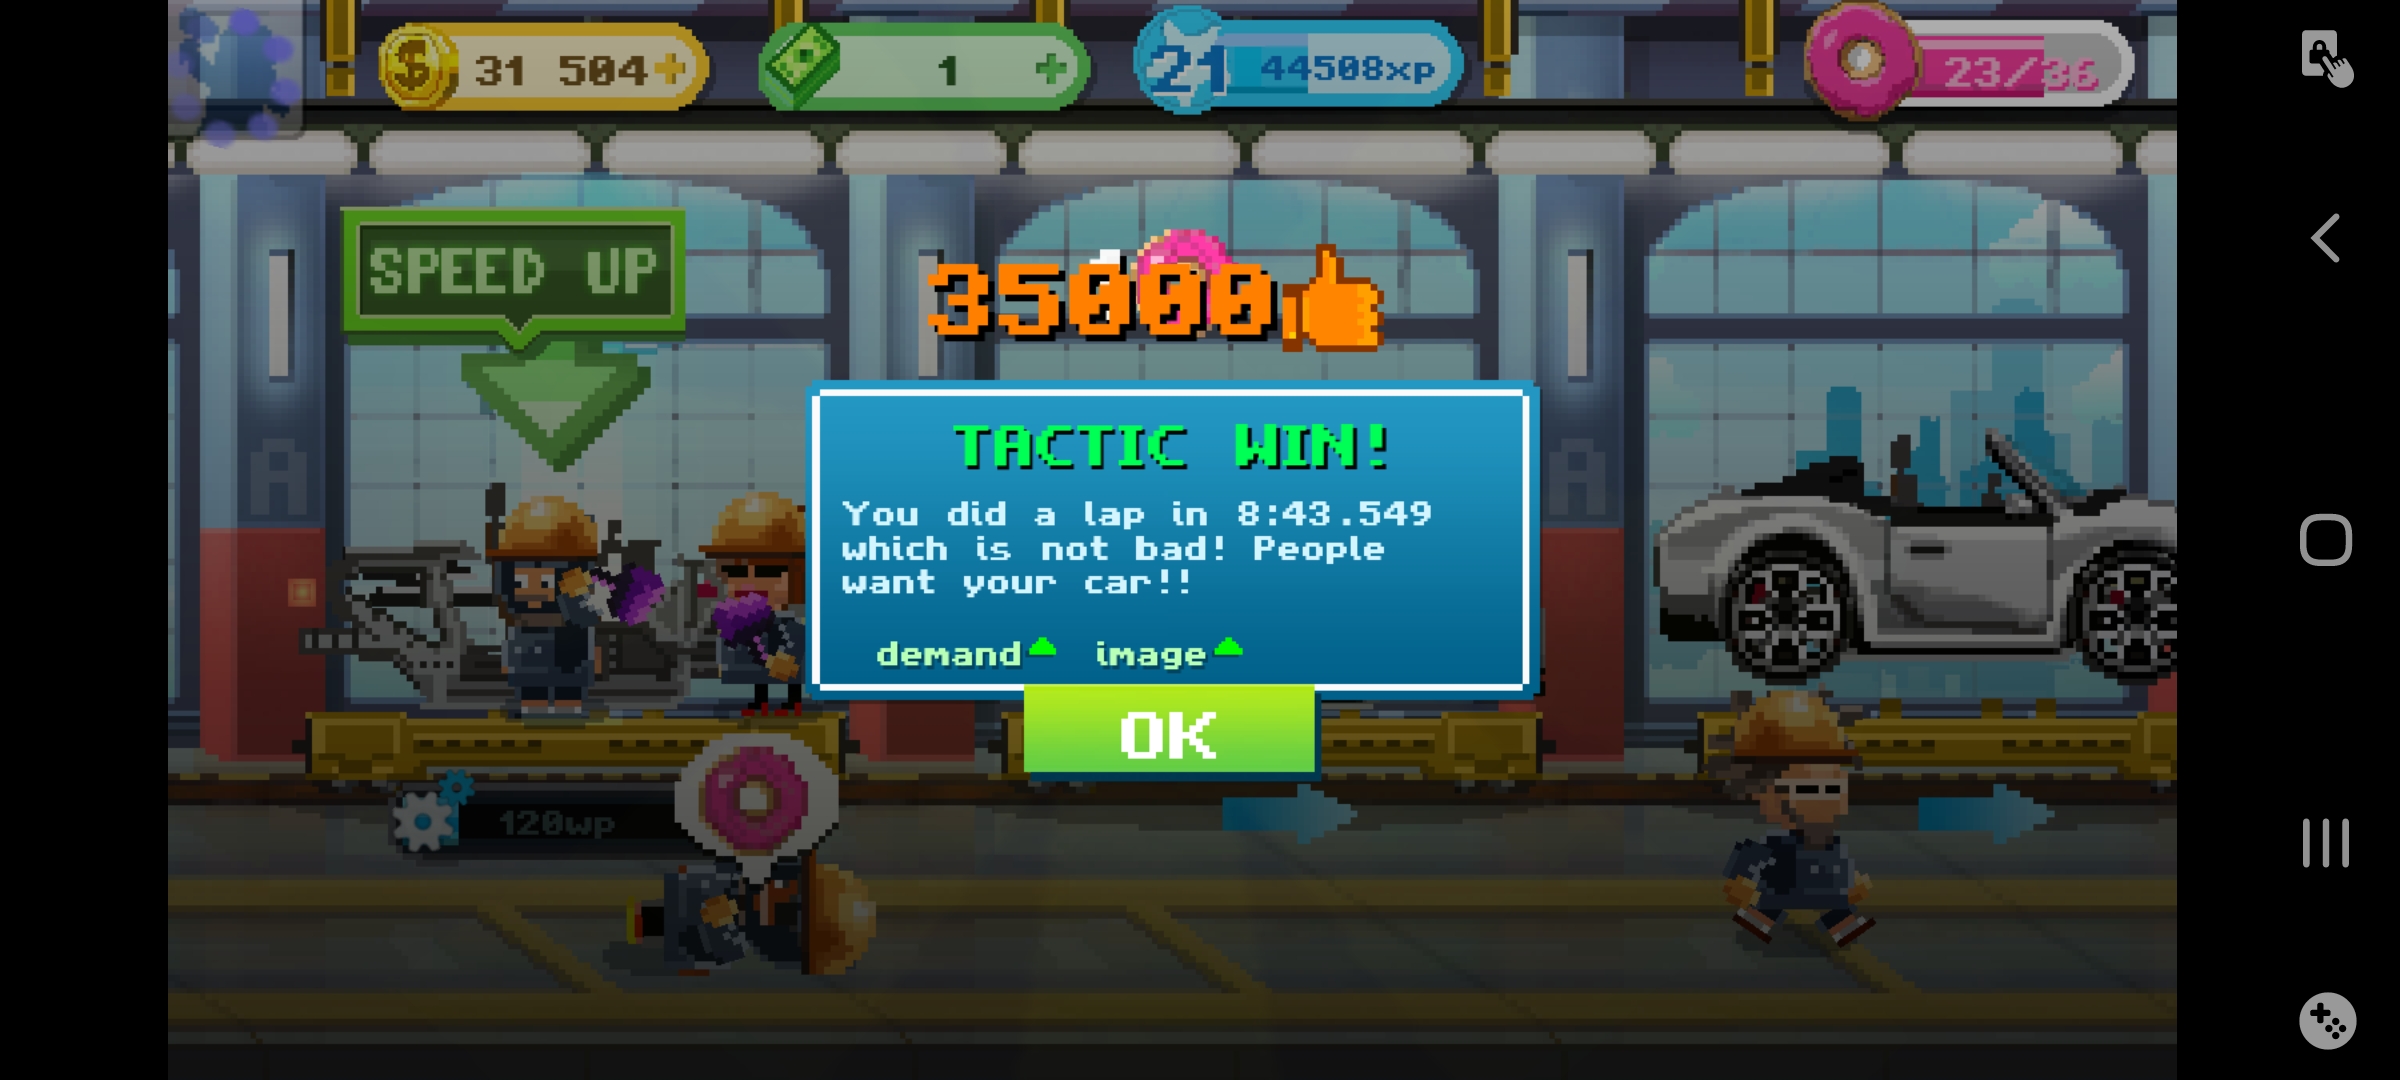 31 504
1
21 44508xp
23/36
SPEED UP
35000
TACTIC WIN!
You did a lap in 8:43.549
which is not bad! People
want your car!!
demand image
OK
120wp
A
A